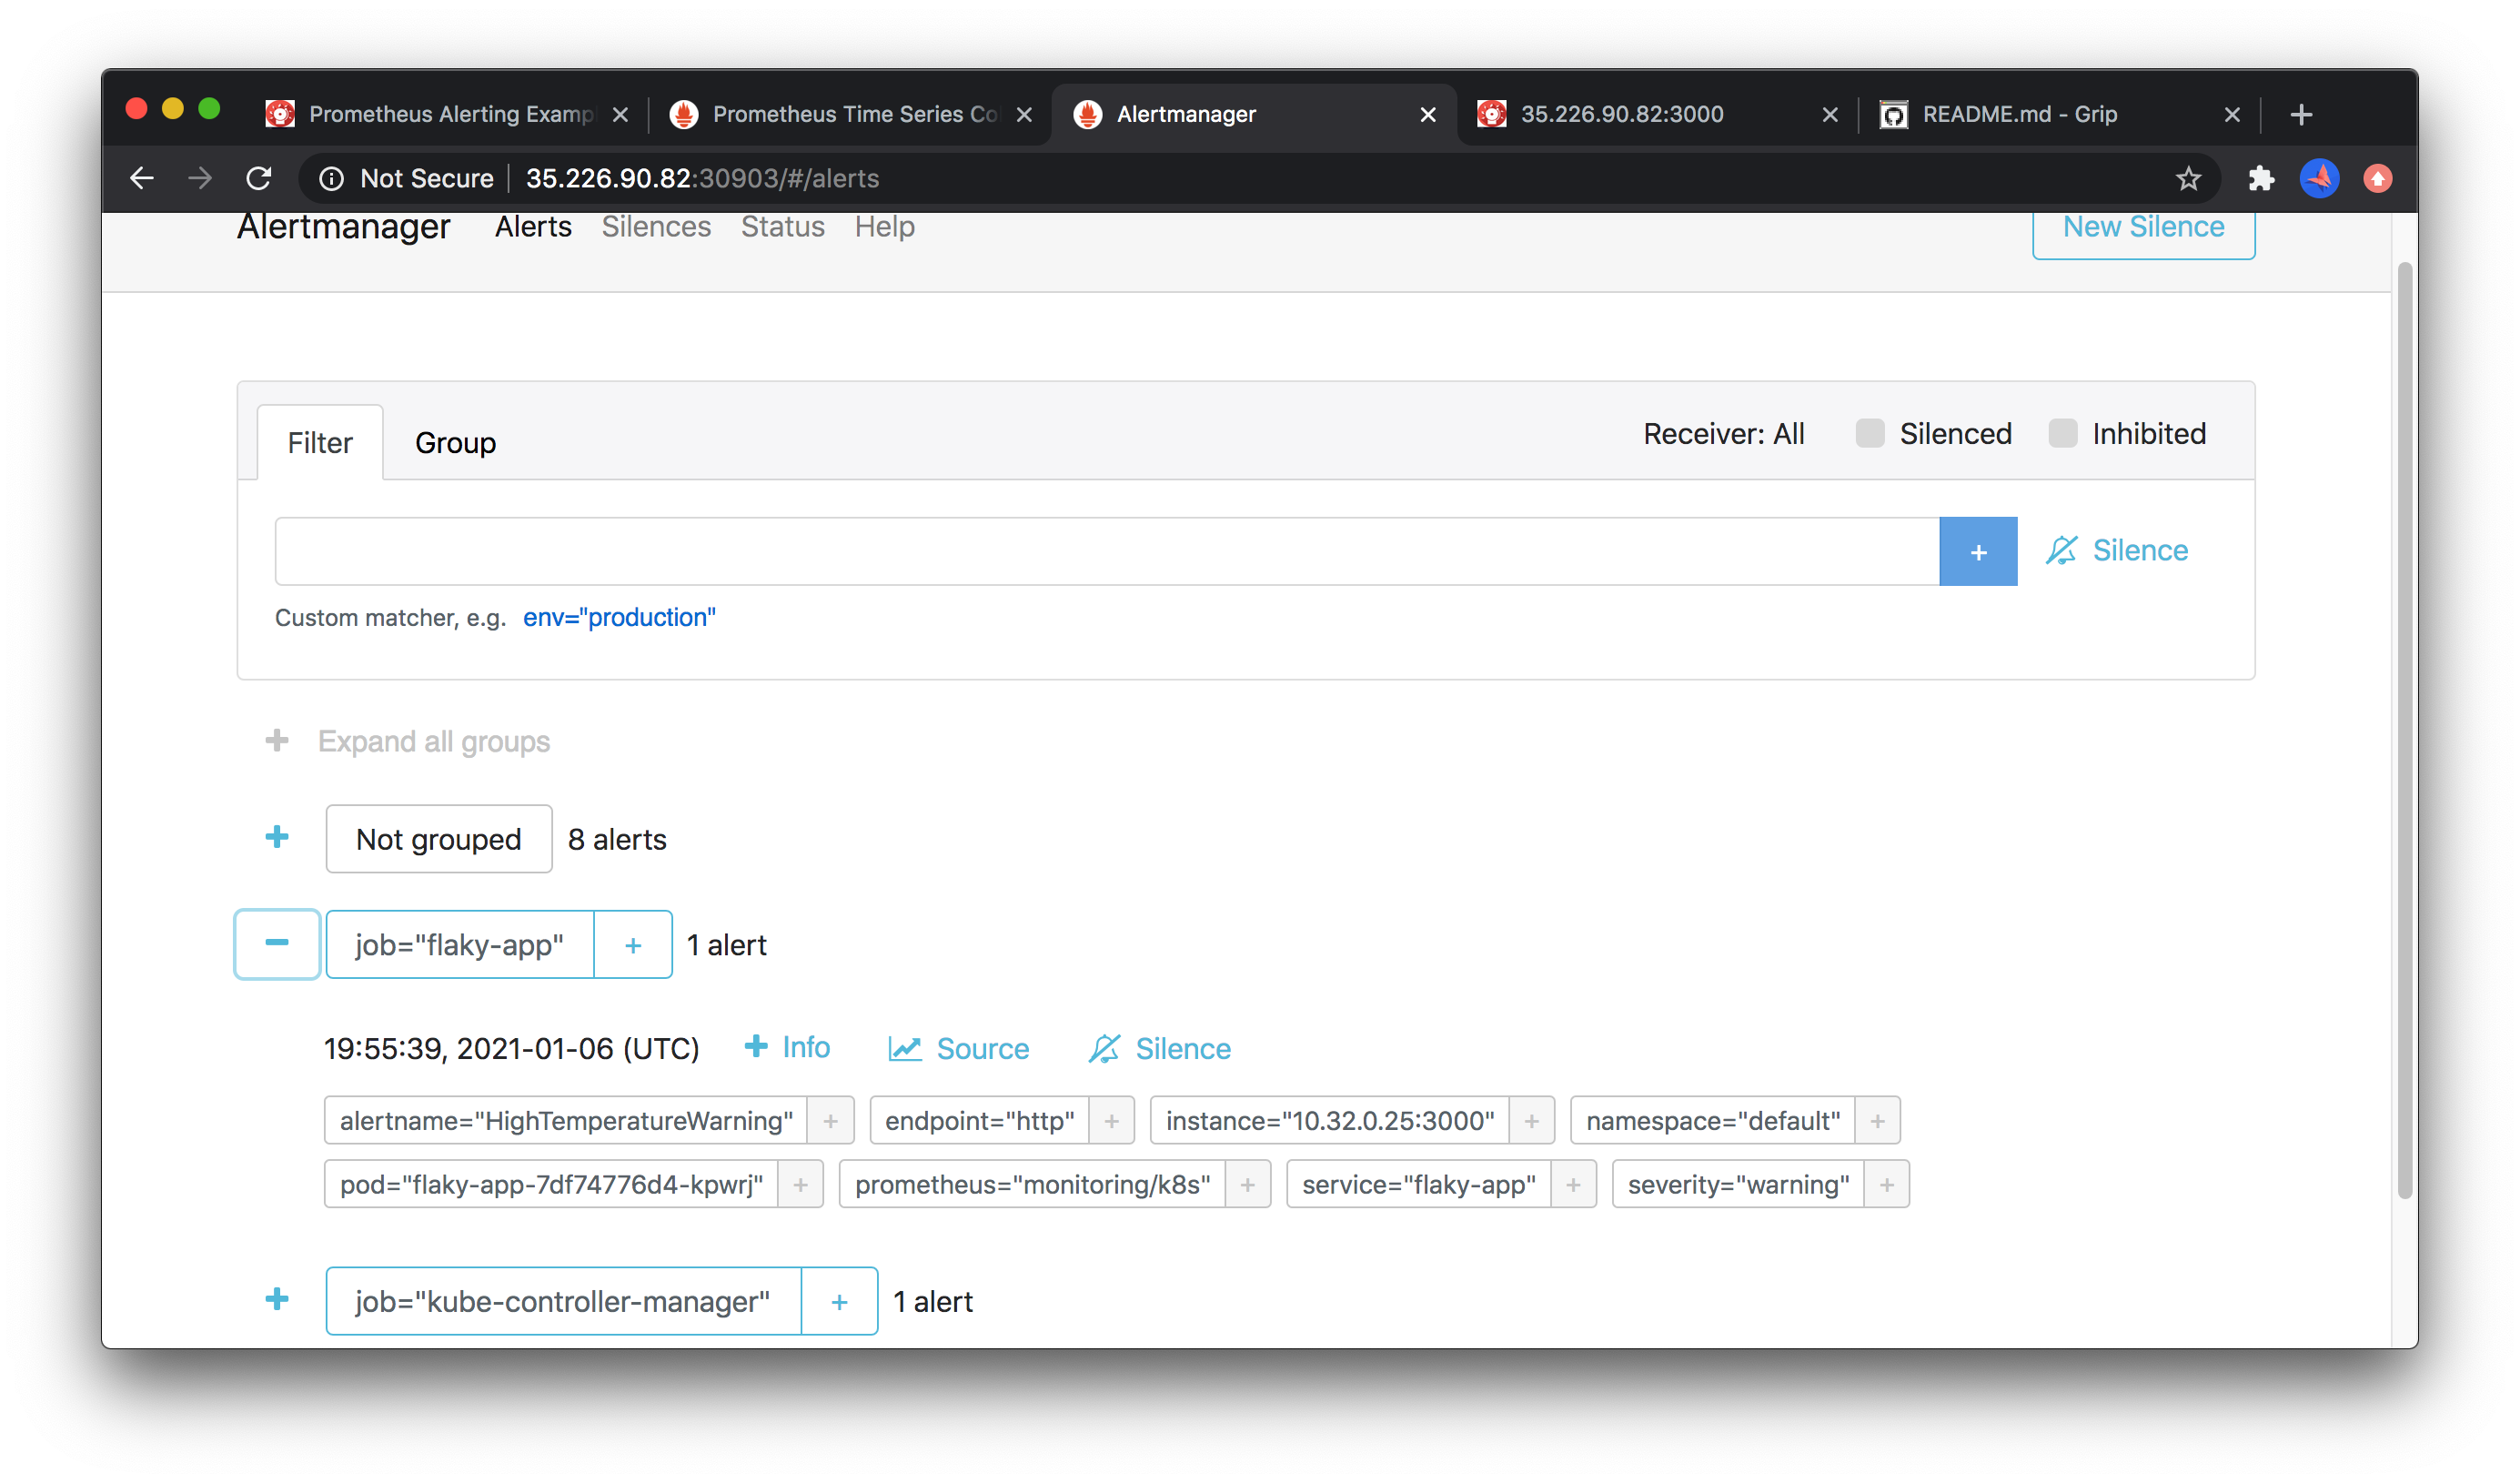 Prometheus Alerting Examp
Prometheus Time Series Co
Alertmanager
35.226.90.82:3000
README.md - Grip
Not Secure 35.226.90.82:30903/#/alerts
Alertmanager Alerts Silences Status Help New Silence
Filter Group Receiver: All Silenced Inhibited
+ Silence
Custom matcher, e.g. env="production"
+ Expand all groups
+ Not grouped 8 alerts
− job="flaky-app" + 1 alert
19:55:39, 2021-01-06 (UTC) + Info Source Silence
alertname="HighTemperatureWarning" + endpoint="http" + instance="10.32.0.25:3000" + namespace="default" +
pod="flaky-app-7df74776d4-kpwrj" + prometheus="monitoring/k8s" + service="flaky-app" + severity="warning" +
+ job="kube-controller-manager" + 1 alert